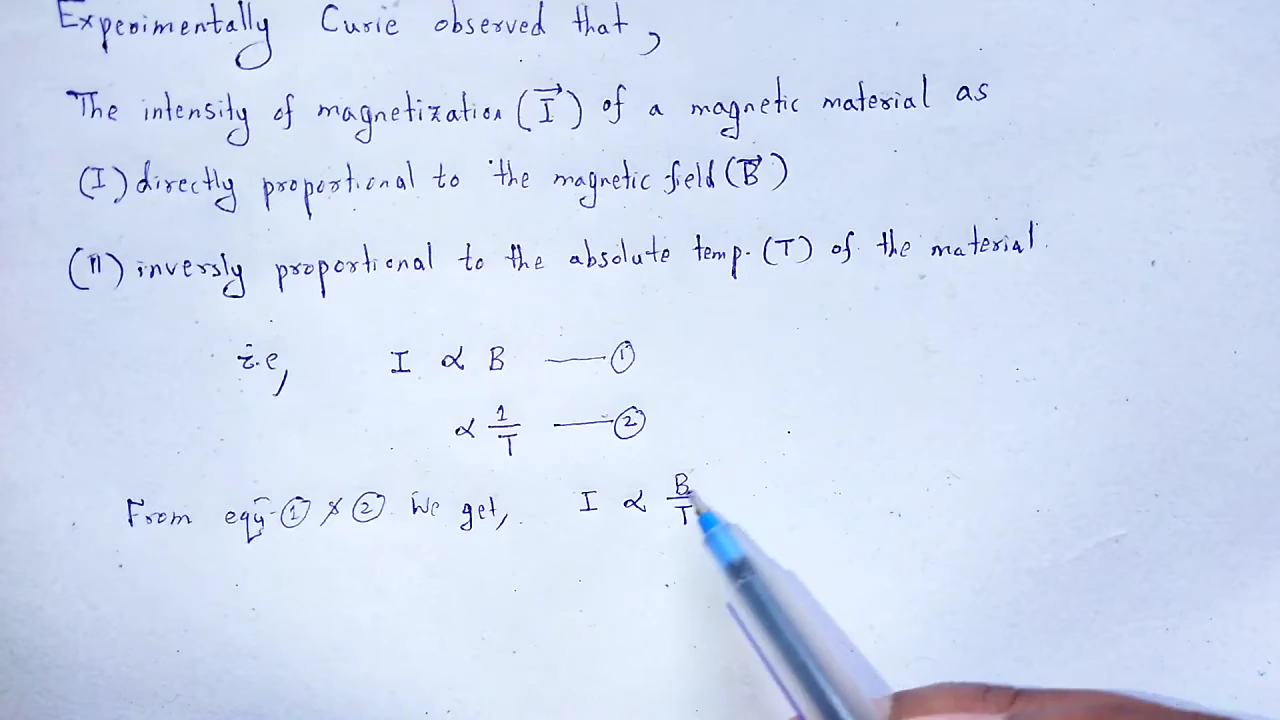 Experimentally Curie observed that,
The intensity of magnetization (I⃗) of a magnetic material as
(I) directly proportional to the magnetic field (B⃗)
(II) inversly proportional to the absolute temp. (T) of the material.
i.e, I ∝ B —— ①
∝ 1/T —— ②
From eqn ① & ② We get, I ∝ B/T